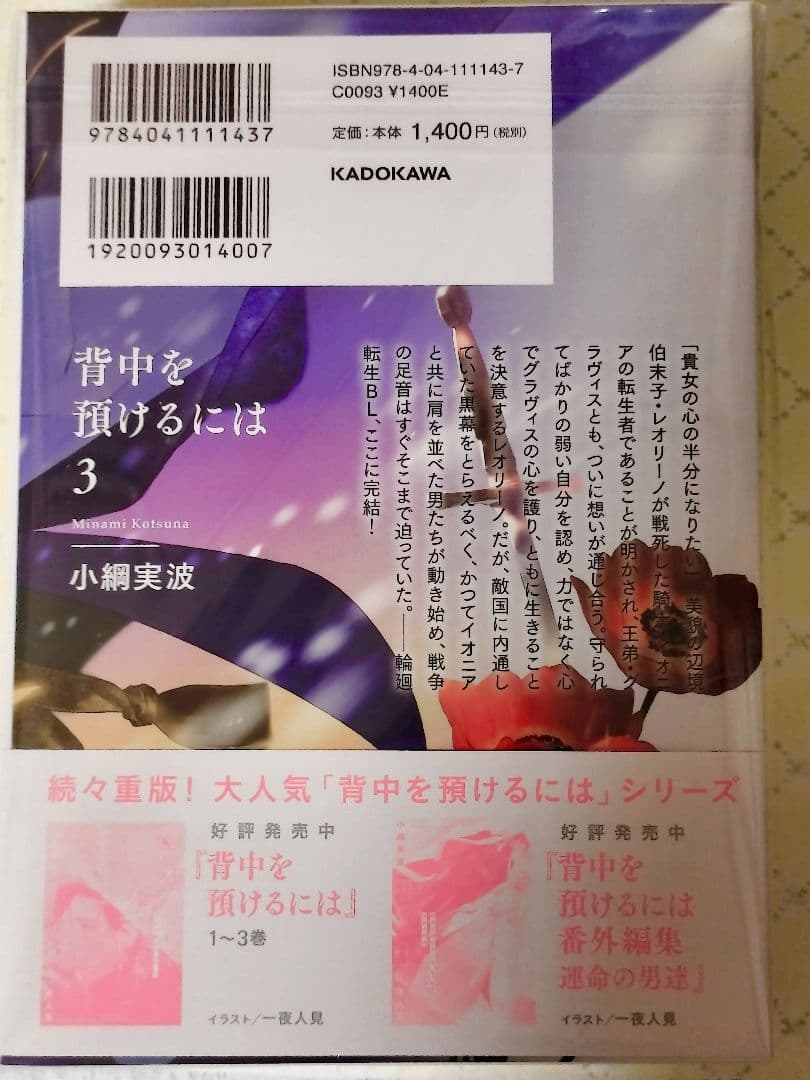 ISBN978-4-04-111143-7
C0093 ¥1400E
定価：本体 1,400円（税別）
KADOKAWA
9784041111437
1920093014007
背中を
預けるには
3
Minami Kotsuna
小綱実波
「貴女の心の半分になりたい」 美貌の辺境
伯末子・レオリーノが戦死した騎士・イオニ
アの転生者であることが明かされ、王弟・グ
ラヴィスとも、ついに想いが通じ合う。守られ
てばかりの弱い自分を認め、力ではなく心
でグラヴィスの心を護り、ともに生きること
を決意するレオリーノ。だが、敵国に内通し
ていた黒幕をとらえるべく、かつてイオニア
と共に肩を並べた男たちが動き始め、戦争
の足音はすぐそこまで迫っていた。――輪廻
転生BL、ここに完結！
続々重版！ 大人気「背中を預けるには」シリーズ
好評発売中
『背中を
預けるには』
1〜3巻
イラスト／一夜人見
好評発売中
『背中を
預けるには
番外編集
運命の男達』
イラスト／一夜人見